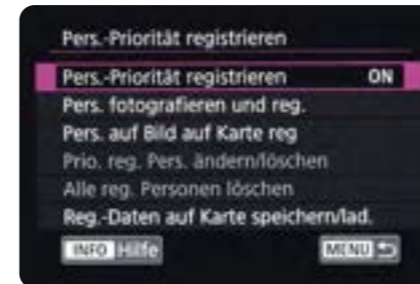 Pers.-Priorität registrieren
Pers.-Priorität registrieren ON
Pers. fotografieren und reg.
Pers. auf Bild auf Karte reg
Prio. reg. Pers. ändern/löschen
Alle reg. Personen löschen
Reg.-Daten auf Karte speichern/lad.
INFO Hilfe MENU